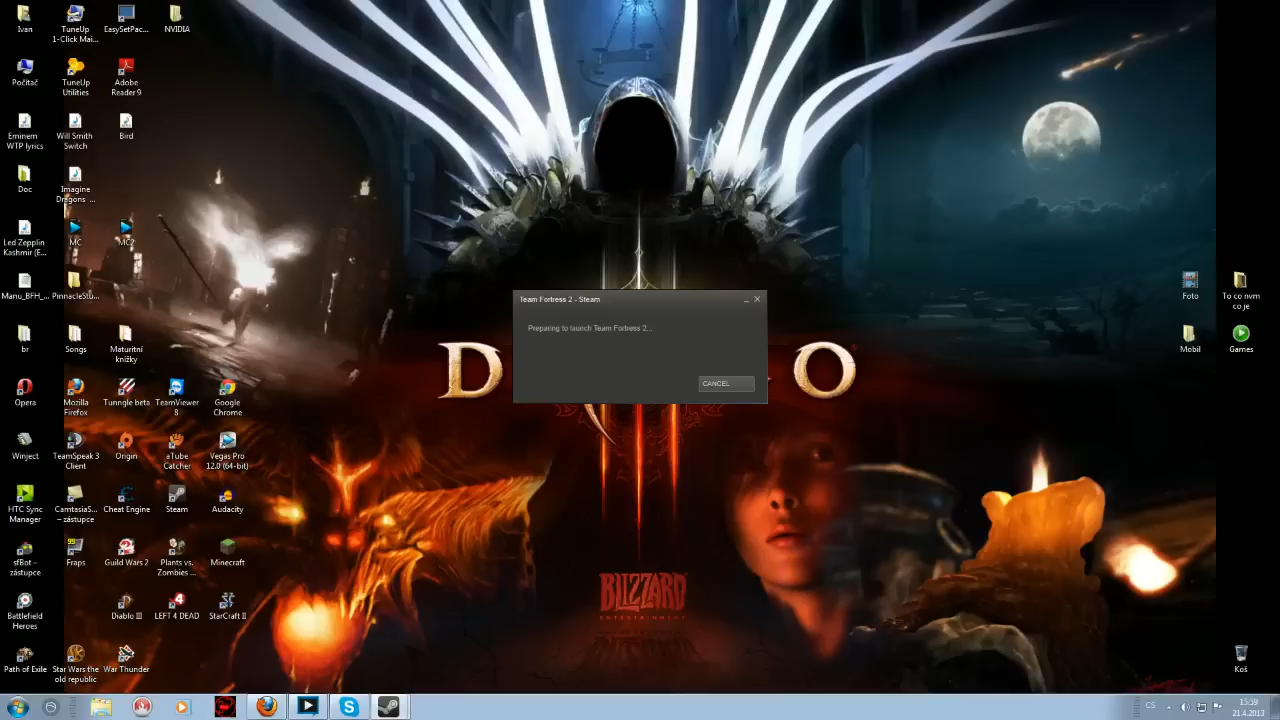 Ivan
TuneUp
1-Click Mai...
EasySetPac...
NVIDIA
Počítač
TuneUp
Utilities
Adobe
Reader 9
Eminem
WTP lyrics
Will Smith
Switch
Bird
Doc
Imagine
Dragons ...
Led Zepplin
Kashmir (E...
MC
MC2
Manu_BFH_...
PinnacleStu...
br
Songs
Maturitní
knížky
Opera
Mozilla
Firefox
Tunngle beta
TeamViewer
8
Google
Chrome
Winject
TeamSpeak 3
Client
Origin
aTube
Catcher
Vegas Pro
12.0 (64-bit)
HTC Sync
Manager
CamtasiaS...
– zástupce
Cheat Engine
Steam
Audacity
sfBot –
zástupce
99
Fraps
Guild Wars 2
Plants vs.
Zombies ...
Minecraft
Battlefield
Heroes
Diablo III
LEFT 4 DEAD
StarCraft II
Path of Exile
Star Wars the
old republic
War Thunder
Team Fortress 2 - Steam
Preparing to launch Team Fortress 2...
CANCEL
D O
BLIZZARD
ENTERTAINMENT
Foto
To co nvm
co je
Mobil
Games
Koš
CS
15:59
21.4.2013